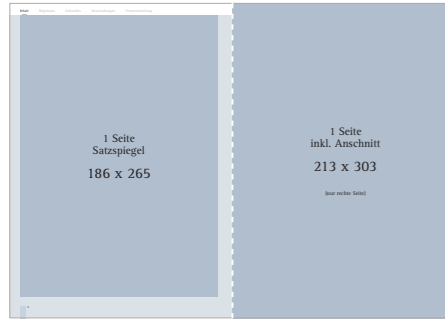 1 Seite
Satzspiegel
186 x 265
1 Seite
inkl. Anschnitt
213 x 303
(nur rechte Seite)